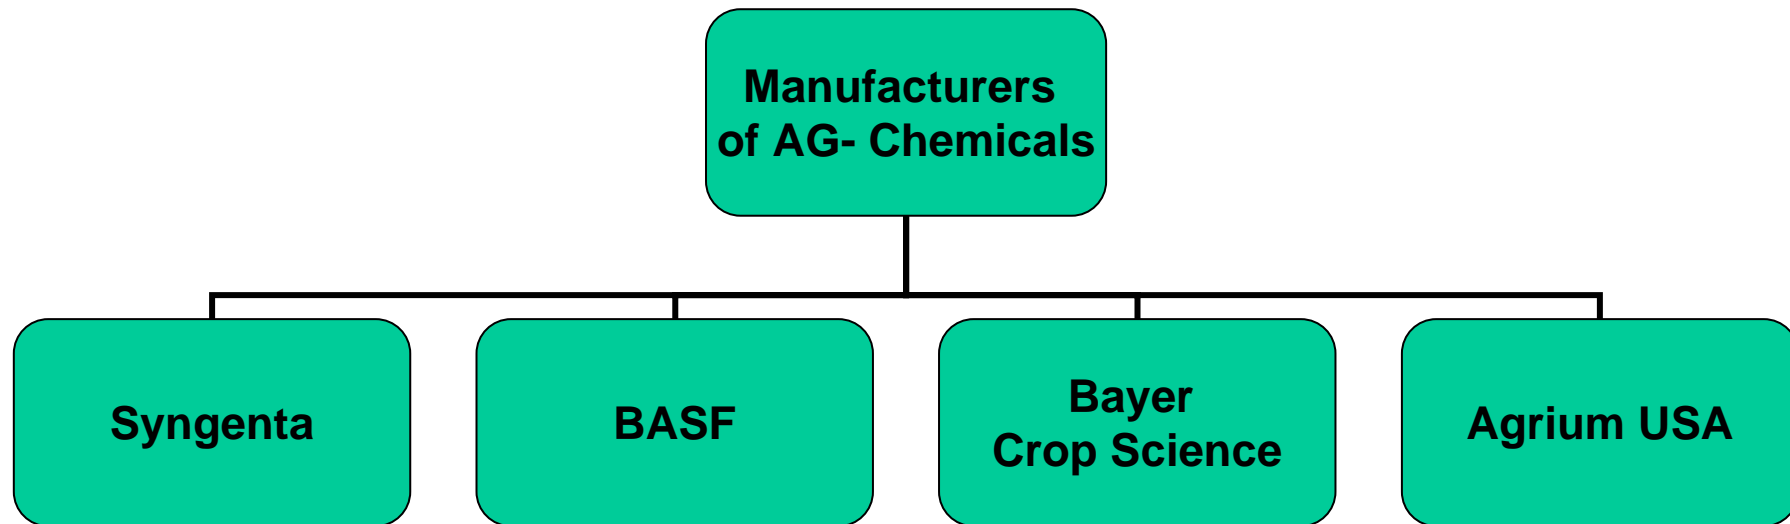 Manufacturers
of AG- Chemicals
Syngenta
BASF
Bayer
Crop Science
Agrium USA